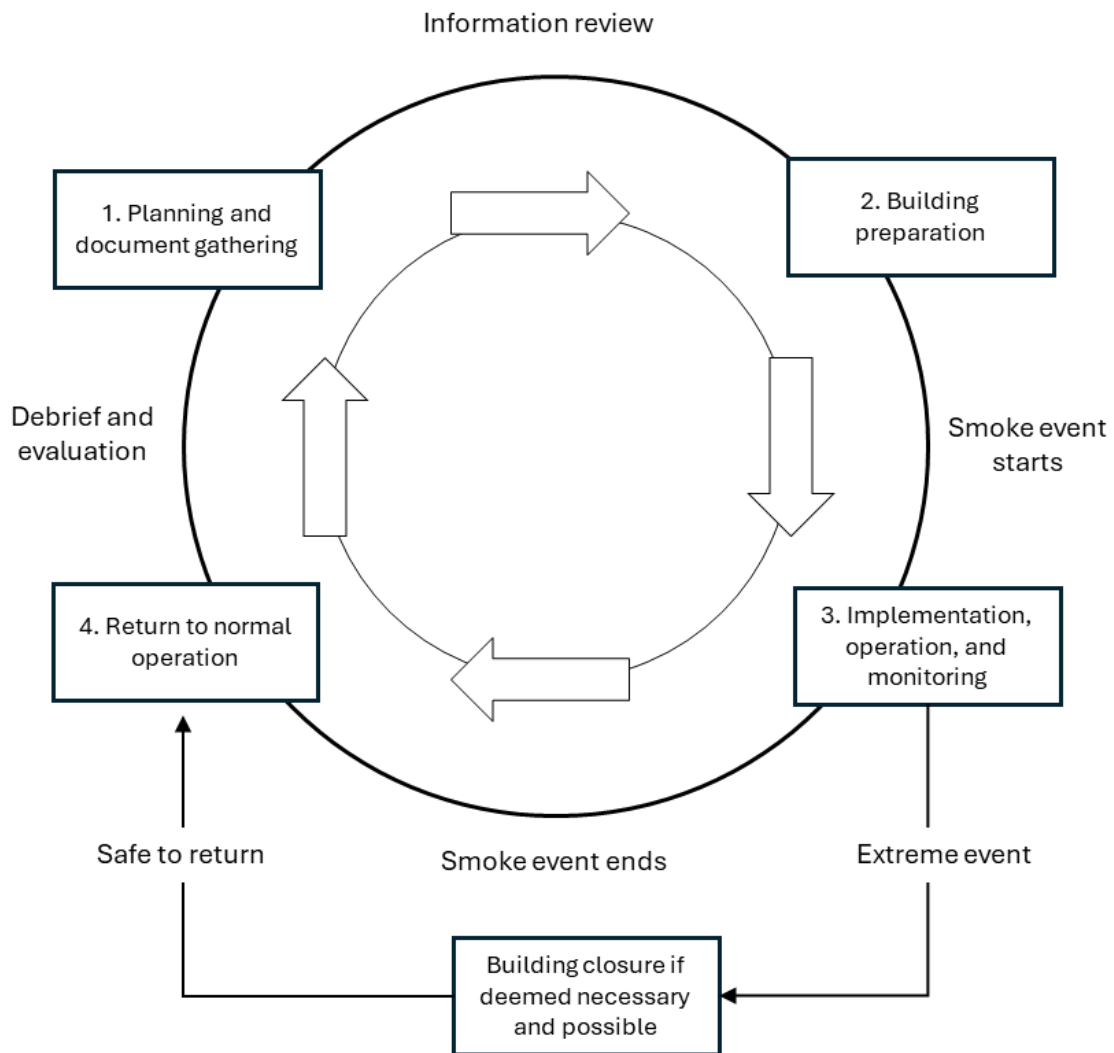 Information review
1. Planning and
document gathering
2. Building
preparation
Debrief and
evaluation
Smoke event
starts
4. Return to normal
operation
3. Implementation,
operation, and
monitoring
Safe to return
Smoke event ends
Extreme event
Building closure if
deemed necessary
and possible